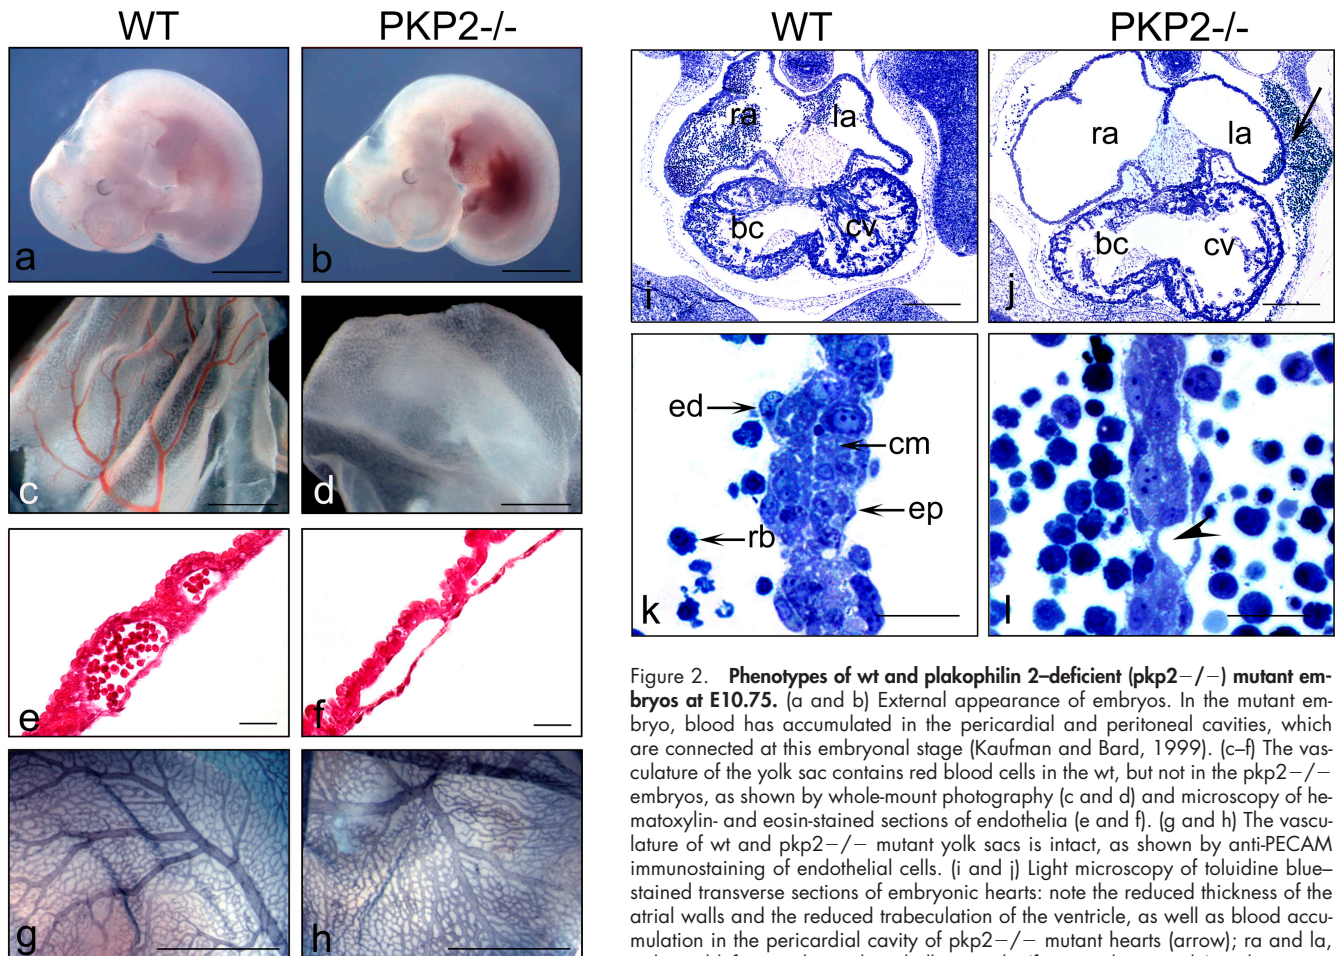 WT
PKP2-/-
a
b
c
d
e
f
g
h
WT
PKP2-/-
ra
la
bc
cv
i
ra
la
bc
cv
j
ed
cm
ep
rb
k
l
Figure 2. Phenotypes of wt and plakophilin 2–deficient (pkp2−/−) mutant em-
bryos at E10.75. (a and b) External appearance of embryos. In the mutant em-
bryo, blood has accumulated in the pericardial and peritoneal cavities, which
are connected at this embryonal stage (Kaufman and Bard, 1999). (c–f) The vas-
culature of the yolk sac contains red blood cells in the wt, but not in the pkp2−/−
embryos, as shown by whole-mount photography (c and d) and microscopy of he-
matoxylin- and eosin-stained sections of endothelia (e and f). (g and h) The vascu-
lature of wt and pkp2−/− mutant yolk sacs is intact, as shown by anti-PECAM
immunostaining of endothelial cells. (i and j) Light microscopy of toluidine blue–
stained transverse sections of embryonic hearts: note the reduced thickness of the
atrial walls and the reduced trabeculation of the ventricle, as well as blood accu-
mulation in the pericardial cavity of pkp2−/− mutant hearts (arrow); ra and la,